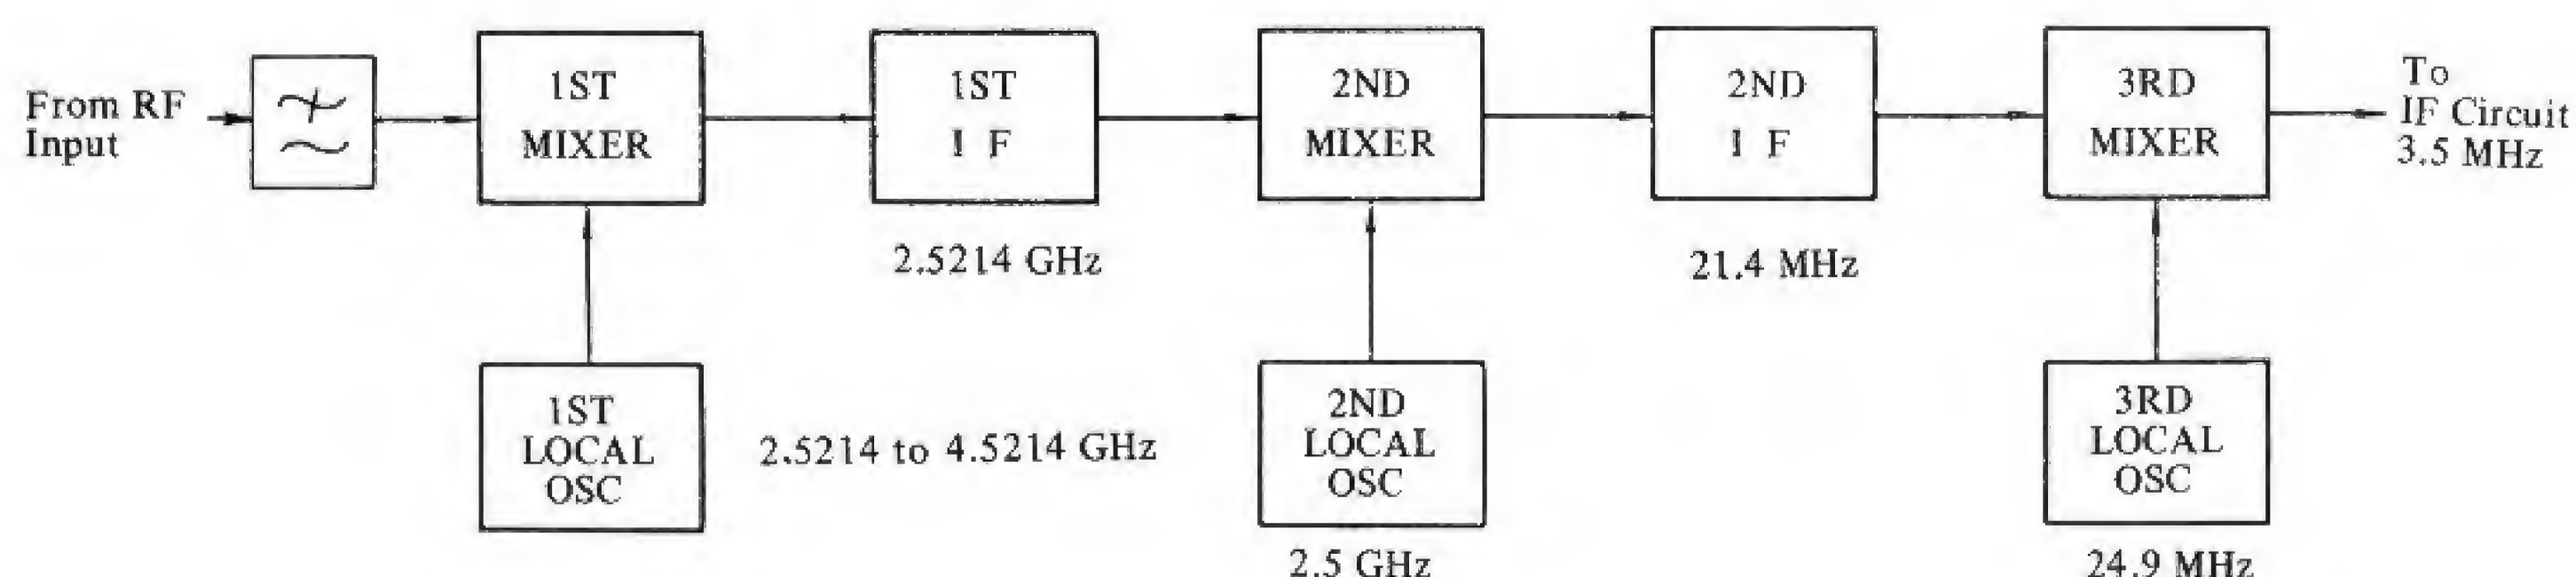 From RF
Input
1ST
MIXER
1ST
I F
2ND
MIXER
2ND
I F
3RD
MIXER
To
IF Circuit
3.5 MHz
2.5214 GHz
21.4 MHz
1ST
LOCAL
OSC
2.5214 to 4.5214 GHz
2ND
LOCAL
OSC
2.5 GHz
3RD
LOCAL
OSC
24.9 MHz